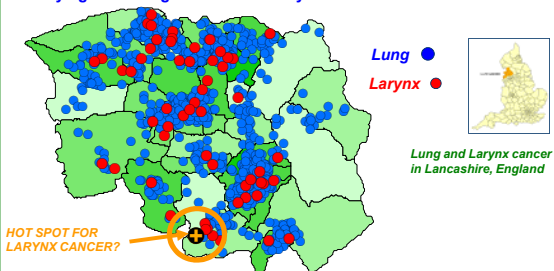 Lung
Larynx
Lung and Larynx cancer
in Lancashire, England
HOT SPOT FOR
LARYNX CANCER?